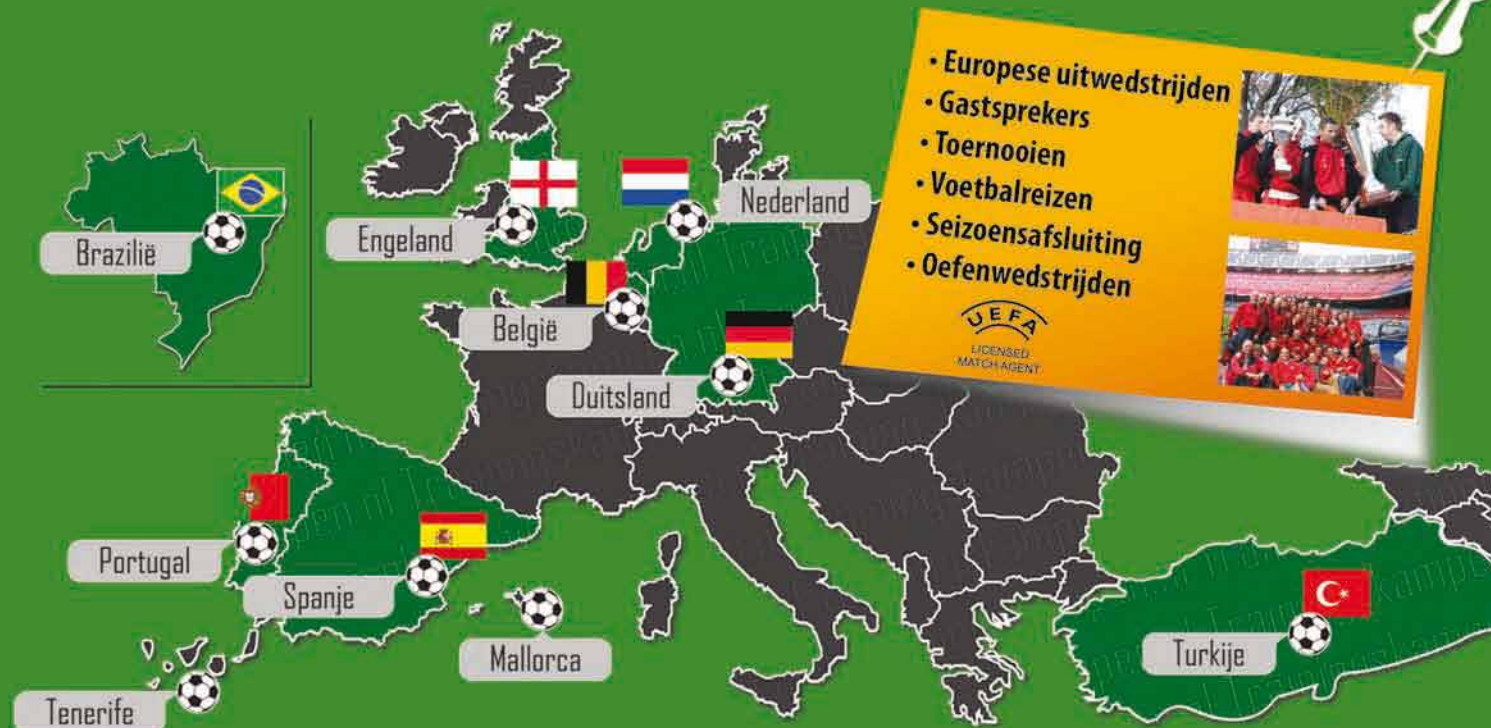 • Europese uitwedstrijden
• Gastsprekers
• Toernooien
• Voetbalreizen
• Seizoensafsluiting
• Oefenwedstrijden
UEFA
LICENSED
MATCH AGENT
Brazilië
Engeland
Nederland
België
Duitsland
Portugal
Spanje
Mallorca
Tenerife
Turkije